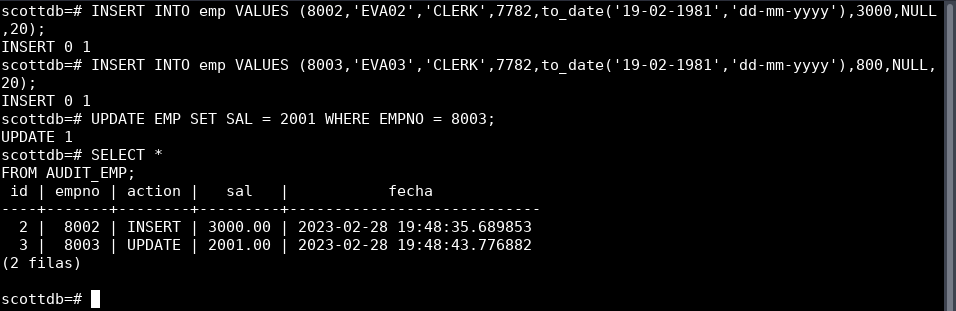 scottdb=# INSERT INTO emp VALUES (8002,'EVA02','CLERK',7782,to_date('19-02-1981','dd-mm-yyyy'),3000,NULL
,20);
INSERT 0 1
scottdb=# INSERT INTO emp VALUES (8003,'EVA03','CLERK',7782,to_date('19-02-1981','dd-mm-yyyy'),800,NULL,
20);
INSERT 0 1
scottdb=# UPDATE EMP SET SAL = 2001 WHERE EMPNO = 8003;
UPDATE 1
scottdb=# SELECT *
FROM AUDIT_EMP;
 id | empno | action |   sal   |           fecha
----+-------+--------+---------+----------------------------
  2 |  8002 | INSERT | 3000.00 | 2023-02-28 19:48:35.689853
  3 |  8003 | UPDATE | 2001.00 | 2023-02-28 19:48:43.776882
(2 filas)

scottdb=#